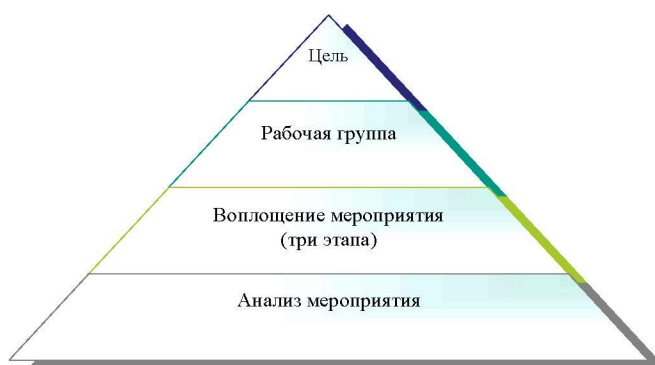 Цель
Рабочая группа
Воплощение мероприятия
(три этапа)
Анализ мероприятия